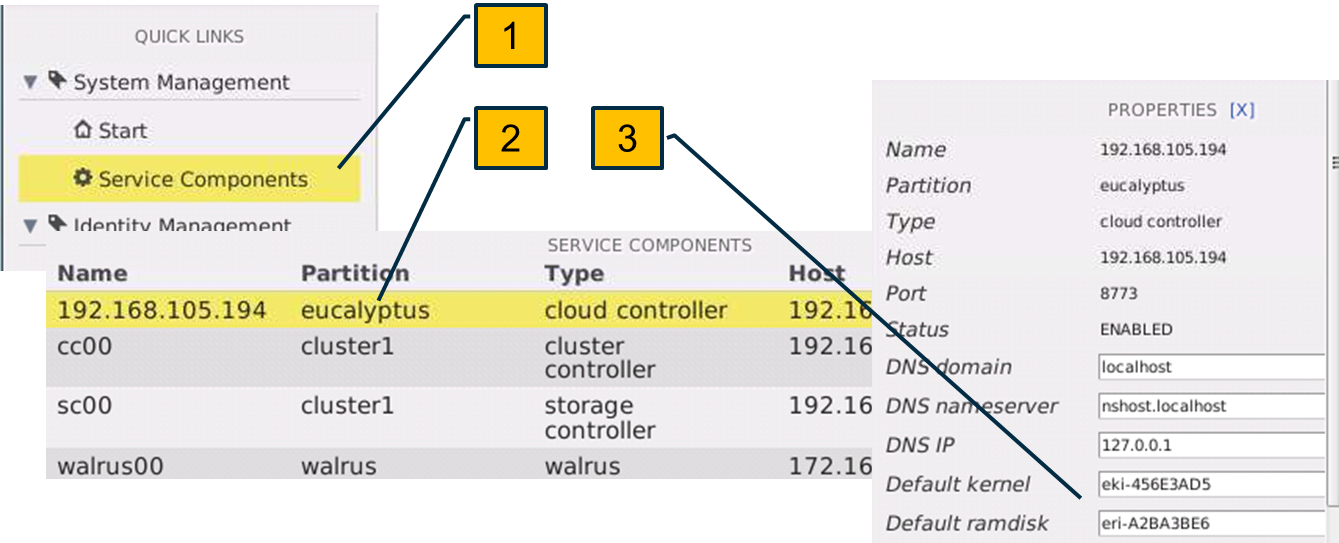 QUICK LINKS
System Management
Start
Service Components
Identity Management
1
2
3
SERVICE COMPONENTS
Name Partition Type Host
192.168.105.194 eucalyptus cloud controller 192.16
cc00 cluster1 cluster controller 192.16
sc00 cluster1 storage controller 192.16
walrus00 walrus walrus 172.16
PROPERTIES [X]
Name 192.168.105.194
Partition eucalyptus
Type cloud controller
Host 192.168.105.194
Port 8773
Status ENABLED
DNS domain localhost
DNS nameserver nshost.localhost
DNS IP 127.0.0.1
Default kernel eki-456E3AD5
Default ramdisk eri-A2BA3BE6